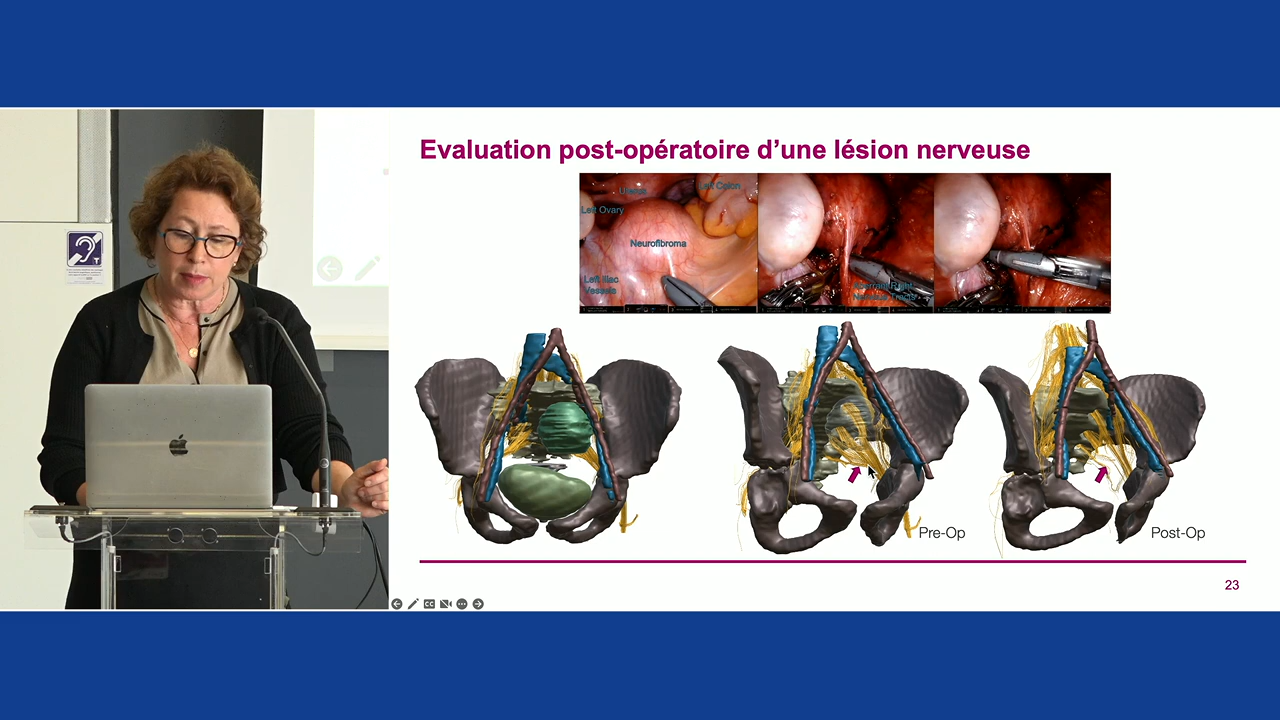 Evaluation post-opératoire d’une lésion nerveuse
Left Colon
Left Ovary
Neurofibroma
Left Iliac
Vessels
Pre-Op
Post-Op
23